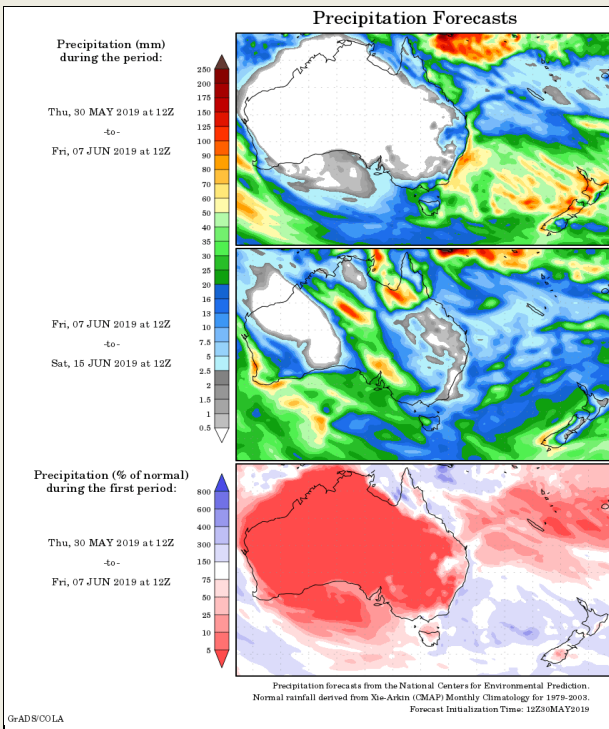 Precipitation Forecasts
Precipitation (mm)
during the period:
Thu, 30 MAY 2019 at 12Z
-to-
Fri, 07 JUN 2019 at 12Z
250
200
175
150
125
100
90
80
70
60
50
40
35
30
25
20
16
13
10
7.5
5
2.5
2
1.5
1
0.5
Fri, 07 JUN 2019 at 12Z
-to-
Sat, 15 JUN 2019 at 12Z
Precipitation (% of normal)
during the first period:
Thu, 30 MAY 2019 at 12Z
-to-
Fri, 07 JUN 2019 at 12Z
800
600
400
300
150
75
50
25
10
5
Precipitation forecasts from the National Centers for Environmental Prediction.
Normal rainfall derived from Xie-Arkin (CMAP) Monthly Climatology for 1979-2003.
Forecast Initialization Time: 12Z30MAY2019
GrADS/COLA